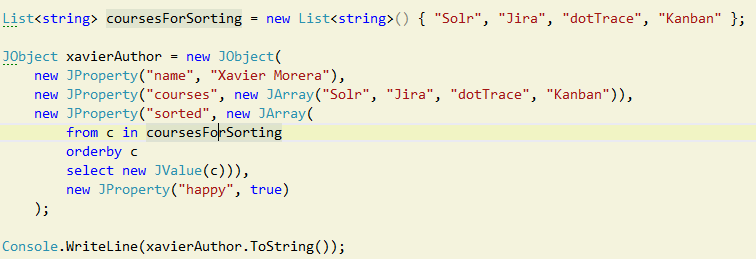 List<string> coursesForSorting = new List<string>() { "Solr", "Jira", "dotTrace", "Kanban" };
JObject xavierAuthor = new JObject(
new JProperty("name", "Xavier Morera"),
new JProperty("courses", new JArray("Solr", "Jira", "dotTrace", "Kanban")),
new JProperty("sorted", new JArray(
from c in coursesForSorting
orderby c
select new JValue(c))),
new JProperty("happy", true)
);
Console.WriteLine(xavierAuthor.ToString());